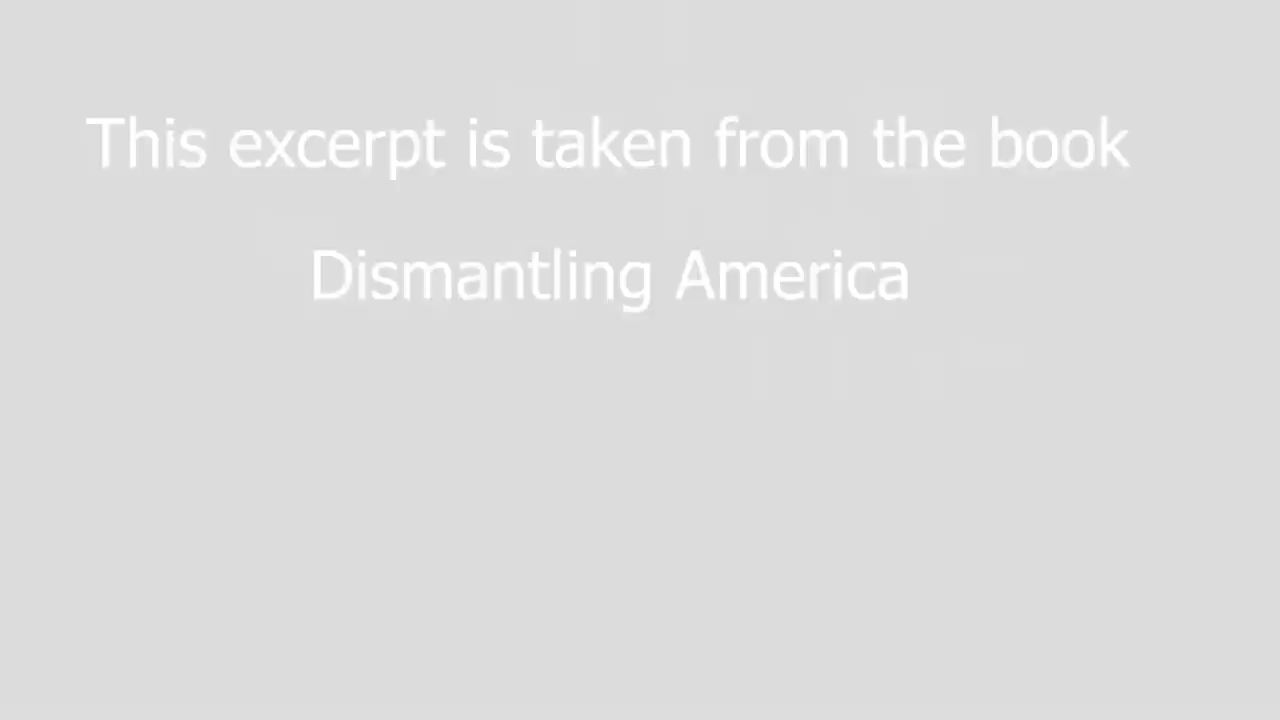 This excerpt is taken from the book
Dismantling America